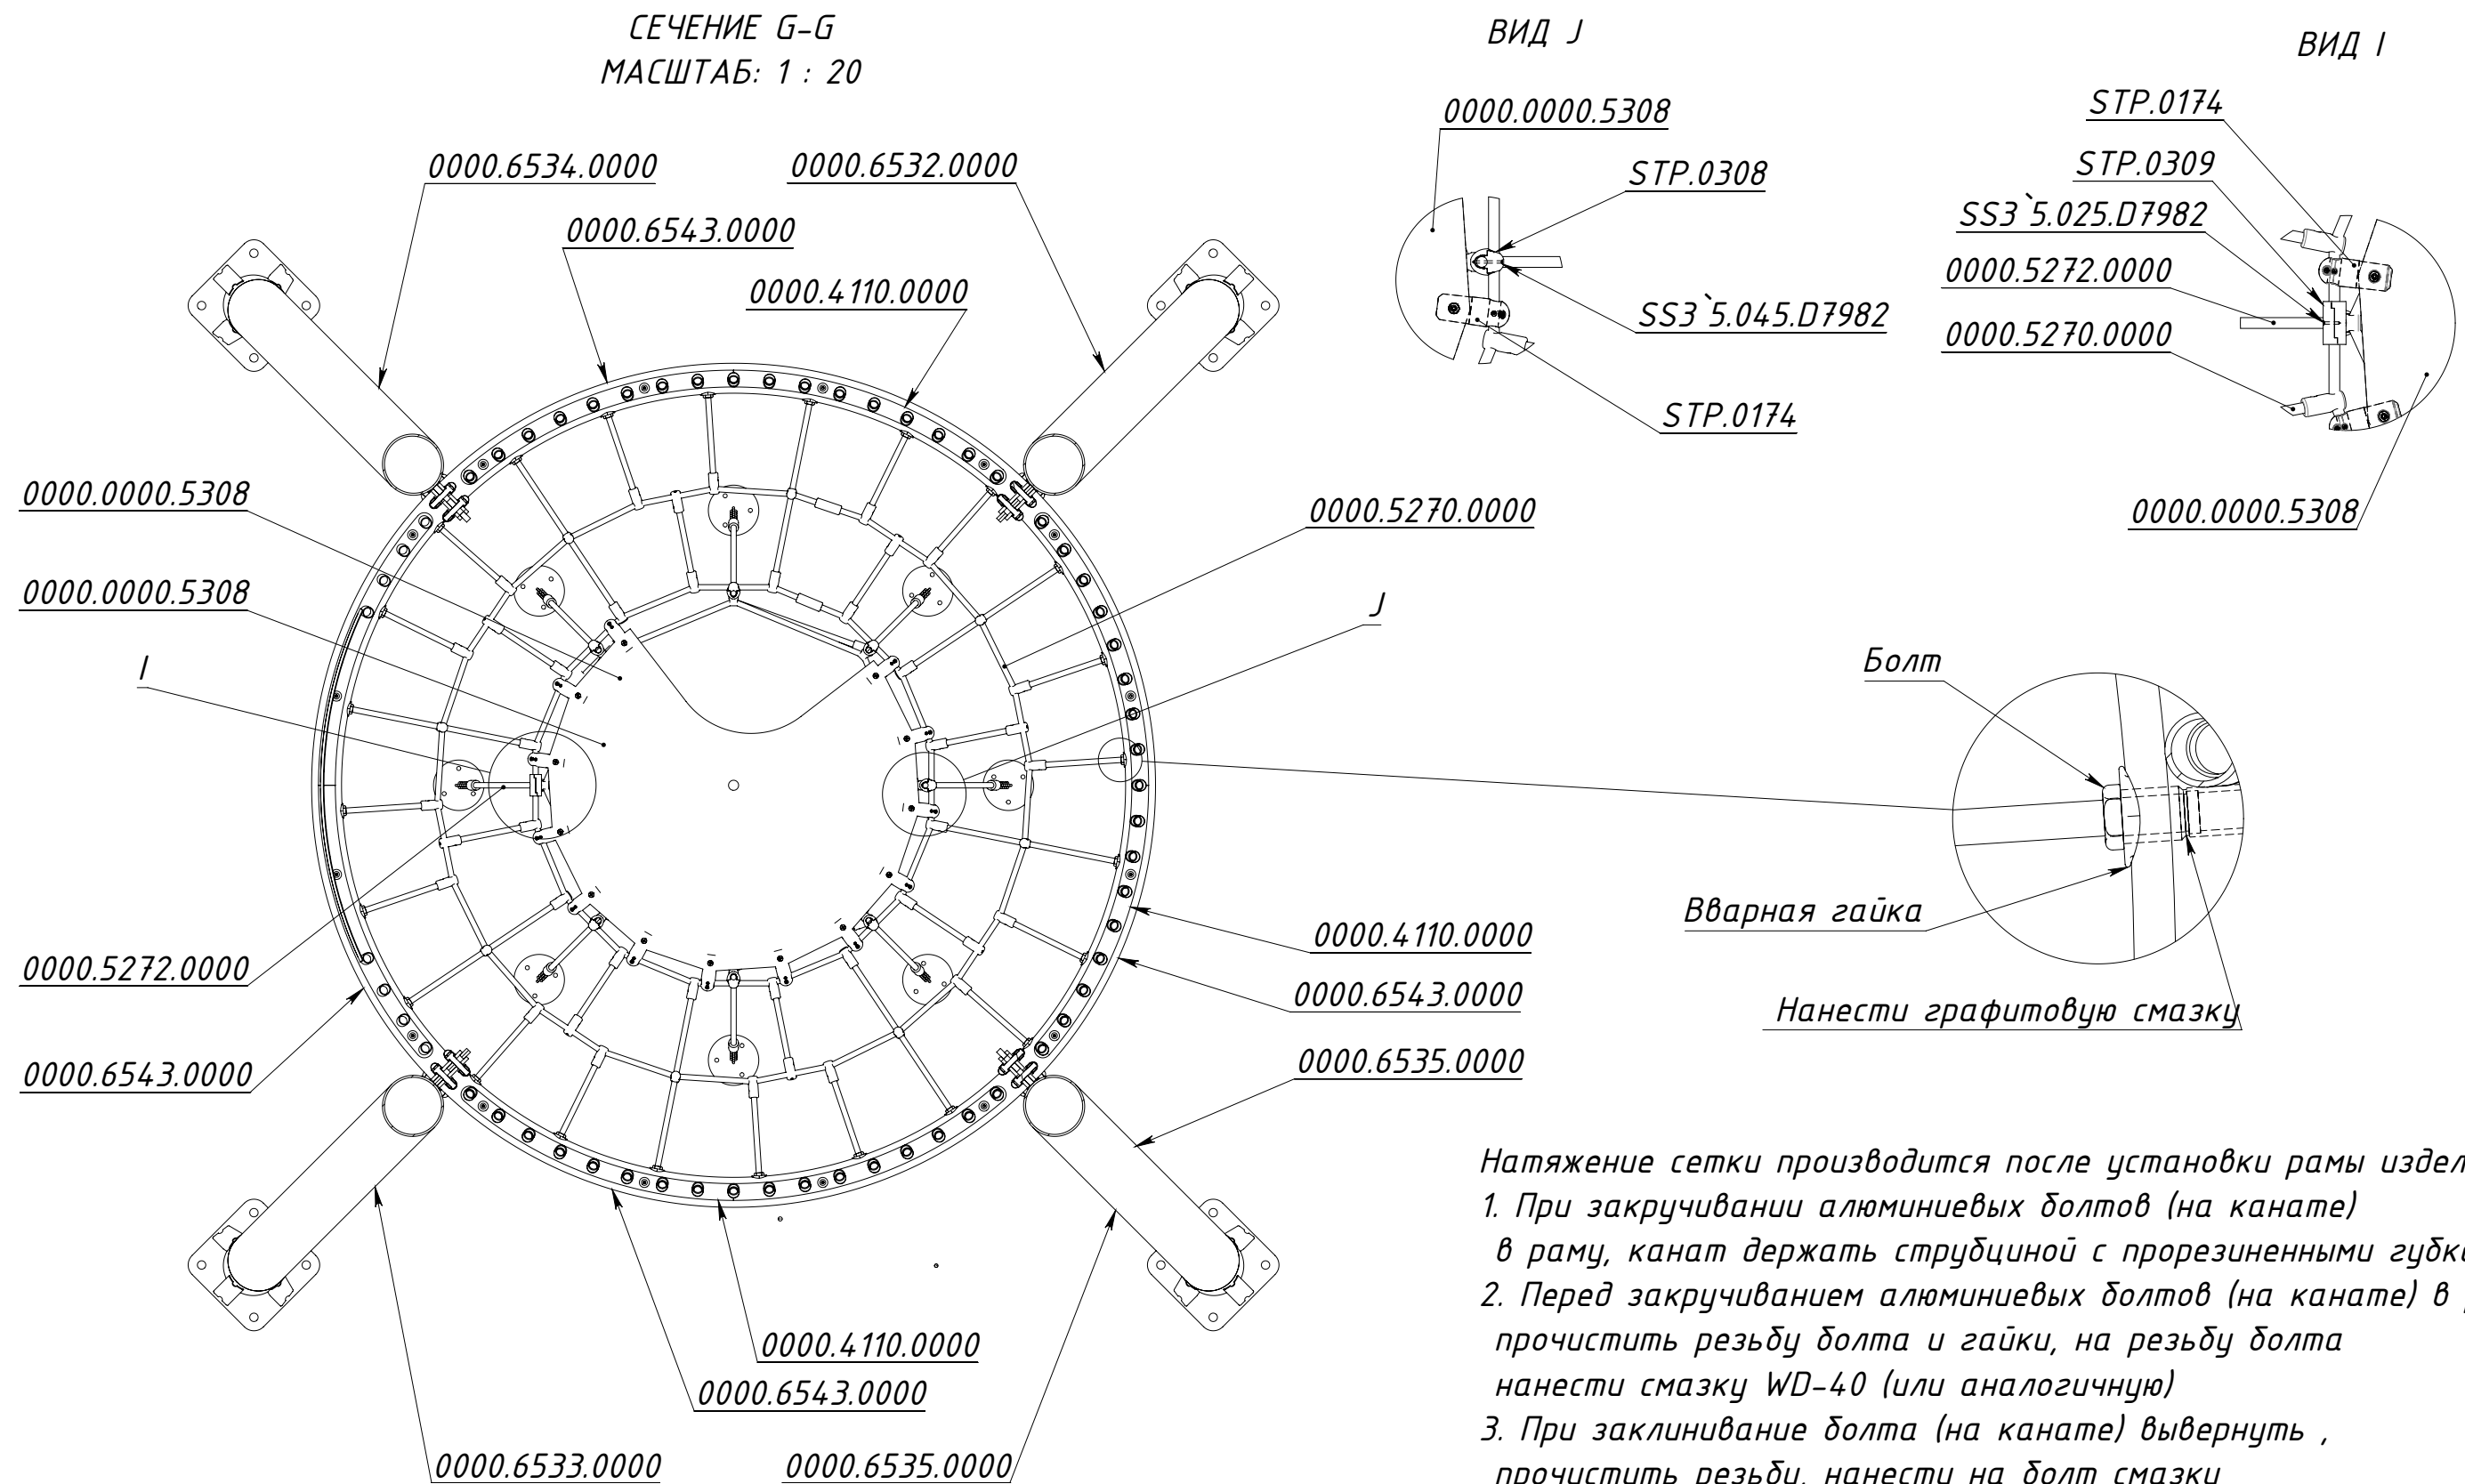 СЕЧЕНИЕ G-G
МАСШТАБ: 1 : 20
ВИД J
ВИД I
0000.6534.0000
0000.6532.0000
0000.6543.0000
0000.4110.0000
0000.0000.5308
STP.0308
SS3`5.045.D7982
STP.0174
STP.0174
STP.0309
SS3`5.025.D7982
0000.5272.0000
0000.5270.0000
0000.0000.5308
0000.0000.5308
0000.0000.5308
I
0000.5270.0000
J
Болт
Вварная гайка
Нанести графитовую смазку
0000.5272.0000
0000.6543.0000
0000.4110.0000
0000.6543.0000
0000.6535.0000
0000.4110.0000
0000.6543.0000
0000.6533.0000
0000.6535.0000
Натяжение сетки производится после установки рамы
1. При закручивании алюминиевых болтов (на канате)
в раму, канат держать струбциной с прорезиненными
2. Перед закручиванием алюминиевых болтов (на канате) в
прочистить резьбу болта и гайки, на резьбу болта
нанести смазку WD-40 (или аналогичную)
3. При заклинивание болта (на канате) вывернуть ,
прочистить резьбу, нанести на болт смазку